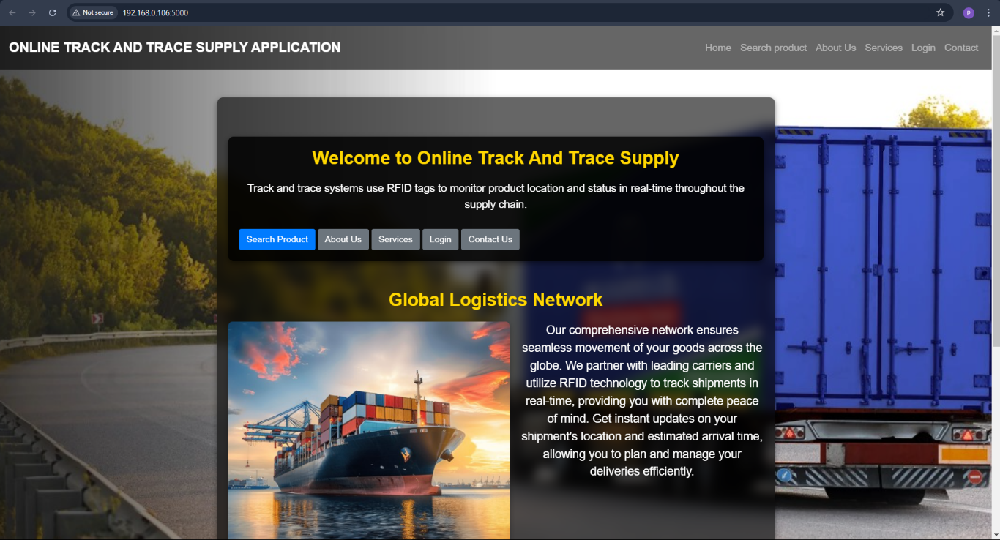 Not secure 192.168.0.106:5000
P
ONLINE TRACK AND TRACE SUPPLY APPLICATION
Home Search product About Us Services Login Contact
Welcome to Online Track And Trace Supply
Track and trace systems use RFID tags to monitor product location and status in real-time throughout the
supply chain.
Search Product About Us Services Login Contact Us
Global Logistics Network
Our comprehensive network ensures
seamless movement of your goods across the
globe. We partner with leading carriers and
utilize RFID technology to track shipments in
real-time, providing you with complete peace
of mind. Get instant updates on your
shipment's location and estimated arrival time,
allowing you to plan and manage your
deliveries efficiently.